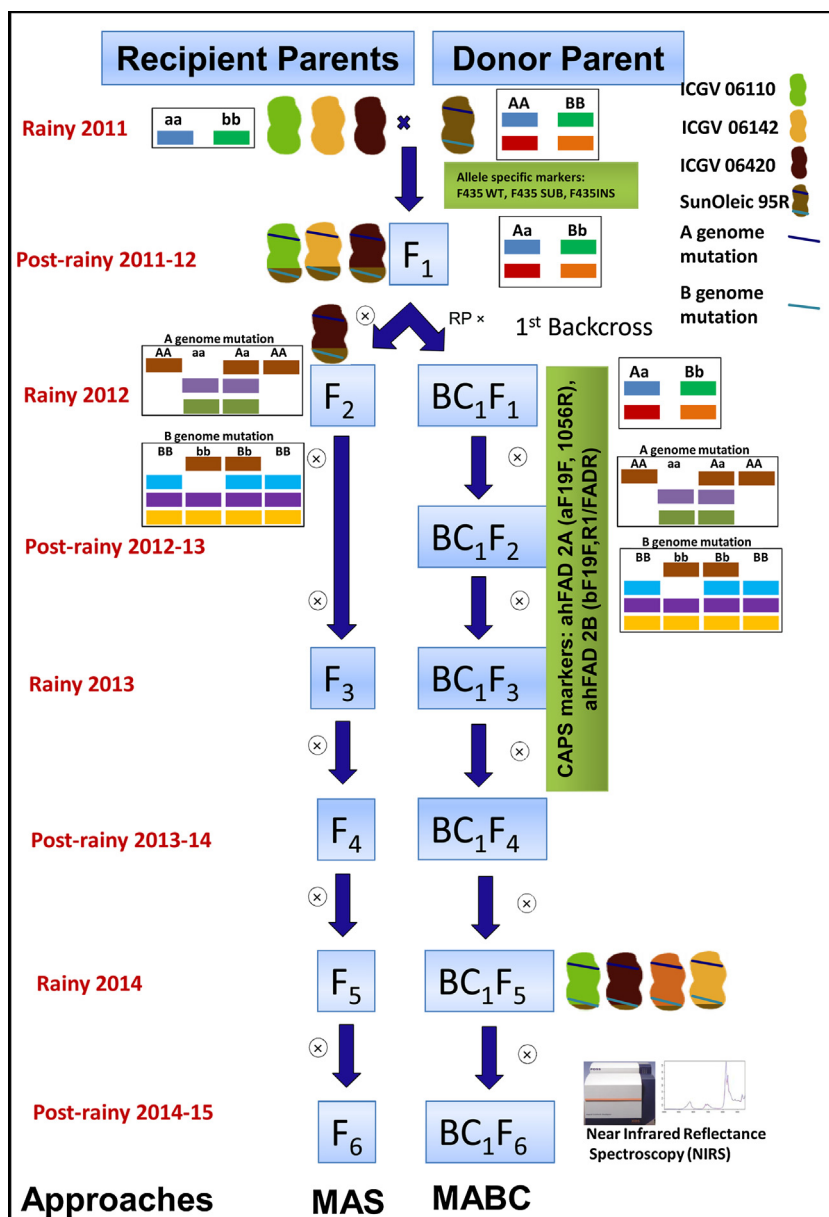 Recipient Parents
Donor Parent
Rainy 2011
aa bb
AA BB
ICGV 06110
ICGV 06142
ICGV 06420
SunOleic 95R
A genome
mutation
B genome
mutation
Allele specific markers:
F435 WT, F435 SUB, F435INS
Post-rainy 2011-12
F1
Aa Bb
RP ×
1st Backcross
A genome mutation
AA aa Aa AA
Rainy 2012
F2
BC1F1
Aa Bb
B genome mutation
BB bb Bb BB
A genome mutation
AA aa Aa AA
Post-rainy 2012-13
BC1F2
B genome mutation
BB bb Bb BB
CAPS markers: ahFAD 2A (aF19F, 1056R),
ahFAD 2B (bF19F,R1/FADR)
Rainy 2013
F3
BC1F3
Post-rainy 2013-14
F4
BC1F4
Rainy 2014
F5
BC1F5
Post-rainy 2014-15
F6
BC1F6
Near Infrared Reflectance
Spectroscopy (NIRS)
Approaches MAS MABC